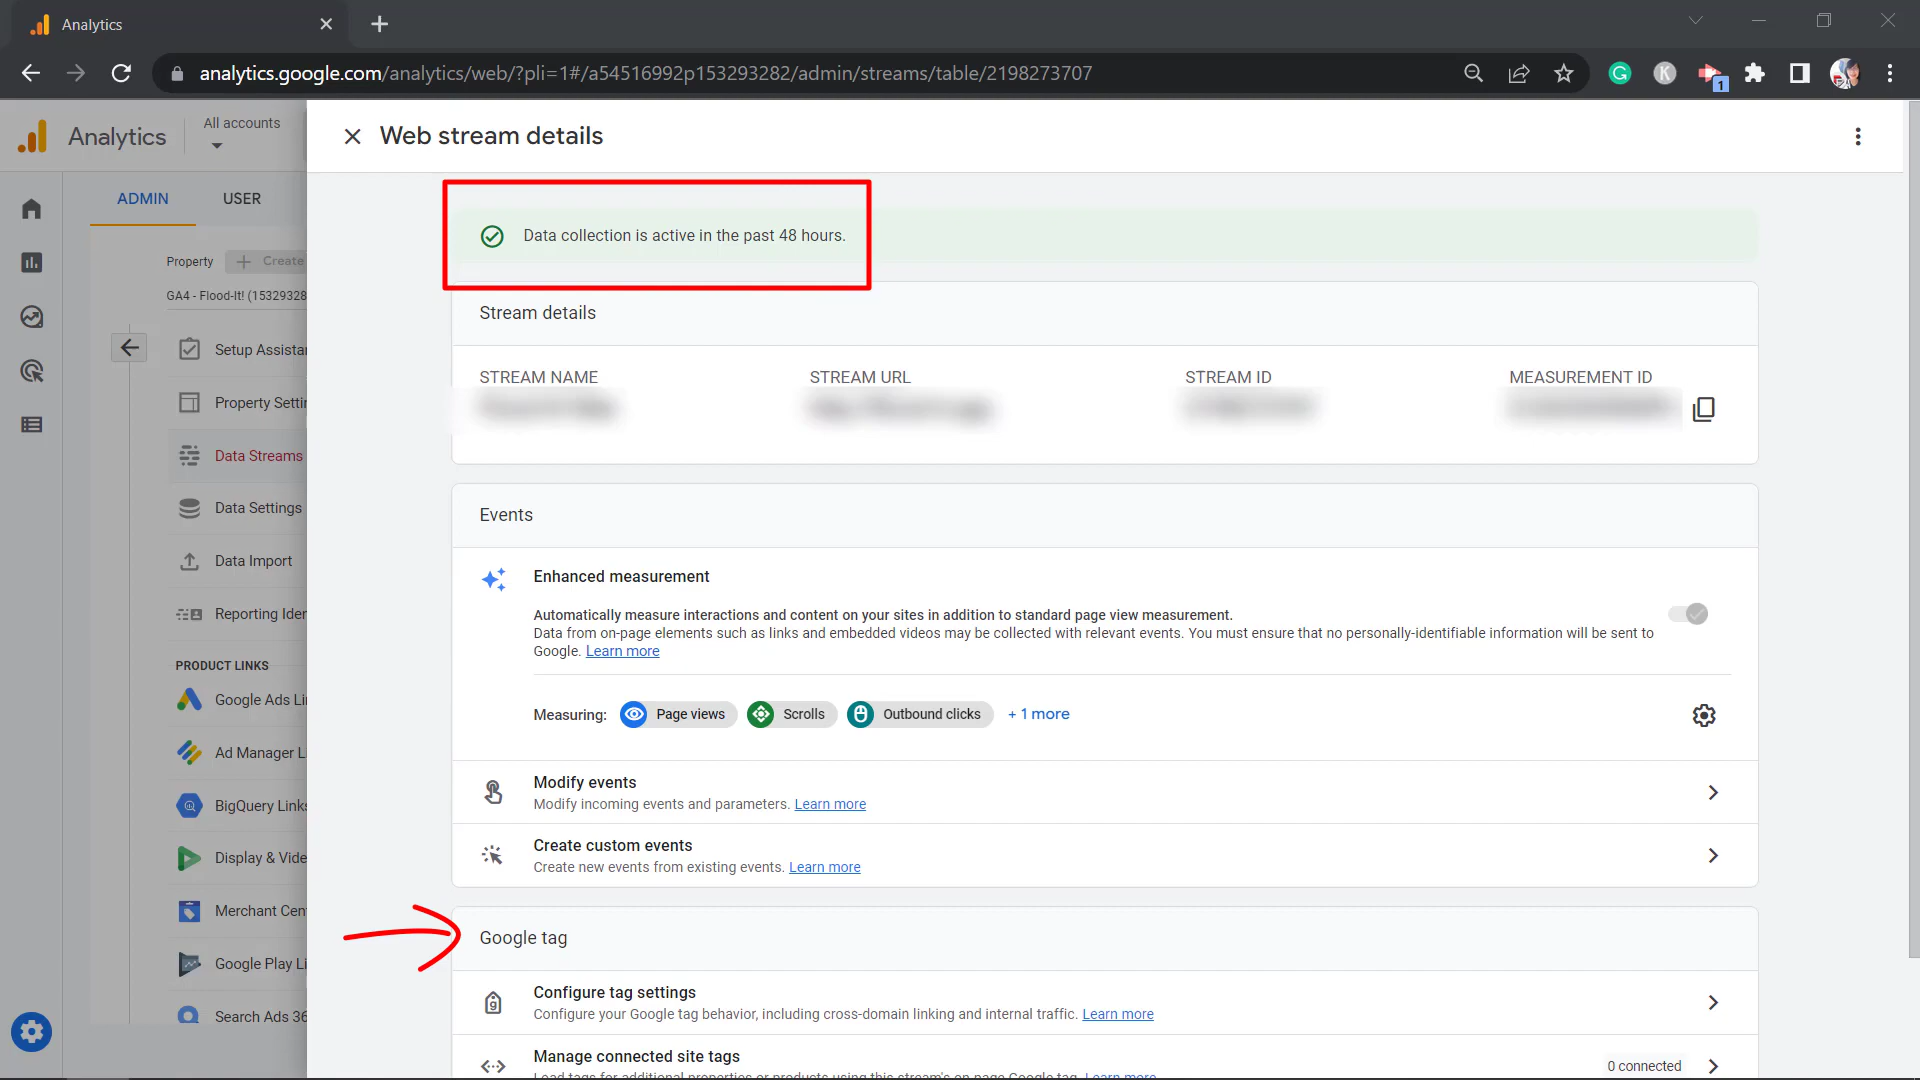 Analytics
analytics.google.com/analytics/web/?pli=1#/a54516992p153293282/admin/streams/table/2198273707
G
K
1
Analytics
All accounts
Web stream details
ADMIN
USER
Data collection is active in the past 48 hours.
Property
Create
GA4 - Flood-It! (15329328
Stream details
Setup Assista
STREAM NAME
STREAM URL
STREAM ID
MEASUREMENT ID
Property Setti
Data Streams
Data Settings
Data Import
Reporting Iden
Events
Enhanced measurement
Automatically measure interactions and content on your sites in addition to standard page view measurement.
Data from on-page elements such as links and embedded videos may be collected with relevant events. You must ensure that no personally-identifiable information will be sent to
Google. Learn more
PRODUCT LINKS
Google Ads Li
Ad Manager L
BigQuery Links
Display & Vide
Merchant Cen
Google Play Li
Search Ads 36
Measuring:
Page views
Scrolls
Outbound clicks
+ 1 more
Modify events
Modify incoming events and parameters. Learn more
Create custom events
Create new events from existing events. Learn more
Google tag
Configure tag settings
Configure your Google tag behavior, including cross-domain linking and internal traffic. Learn more
Manage connected site tags
Load tags for additional properties or products using this stream's on-page Google tag. Learn more
0 connected